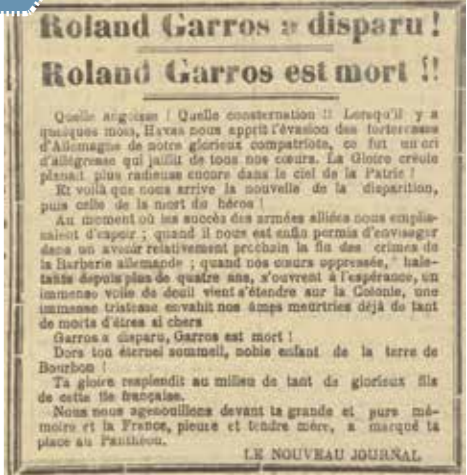 Roland Garros a disparu !
Roland Garros est mort !!
Quelle angoisse ! Quelle consternation !! Lorsqu'il y a
quelques mois, Havas nous apprit l'évasion des forteresses
d'Allemagne de notre glorieux compatriote, ce fut un cri
d'allégresse qui jaillit de tous nos cœurs. La Gloire créole
planait plus radieuse encore dans le ciel de la Patrie !
Et voilà que nous arrive la nouvelle de la disparition,
puis celle de la mort du héros !
Au moment où les succès des armées alliées nous emplis-
saient d'espoir ; quand il nous est enfin permis d'envisager
dans un avenir relativement prochain la fin des crimes de
la Barbarie allemande ; quand nos cœurs oppressés, hale-
tants depuis plus de quatre ans, s'ouvrent à l'espérance, un
immense voile de deuil vient s'étendre sur la Colonie, une
immense tristesse envahit nos âmes meurtries déjà de tant
de morts d'êtres si chers
Garros a disparu, Garros est mort !
Dors ton éternel sommeil, noble enfant de la terre de
Bourbon !
Ta gloire resplendit au milieu de tant de glorieux fils
de cette île française.
Nous nous agenouillons devant ta grande et pure mé-
moire et la France, pieuse et tendre mère, a marqué ta
place au Panthéon.
LE NOUVEAU JOURNAL